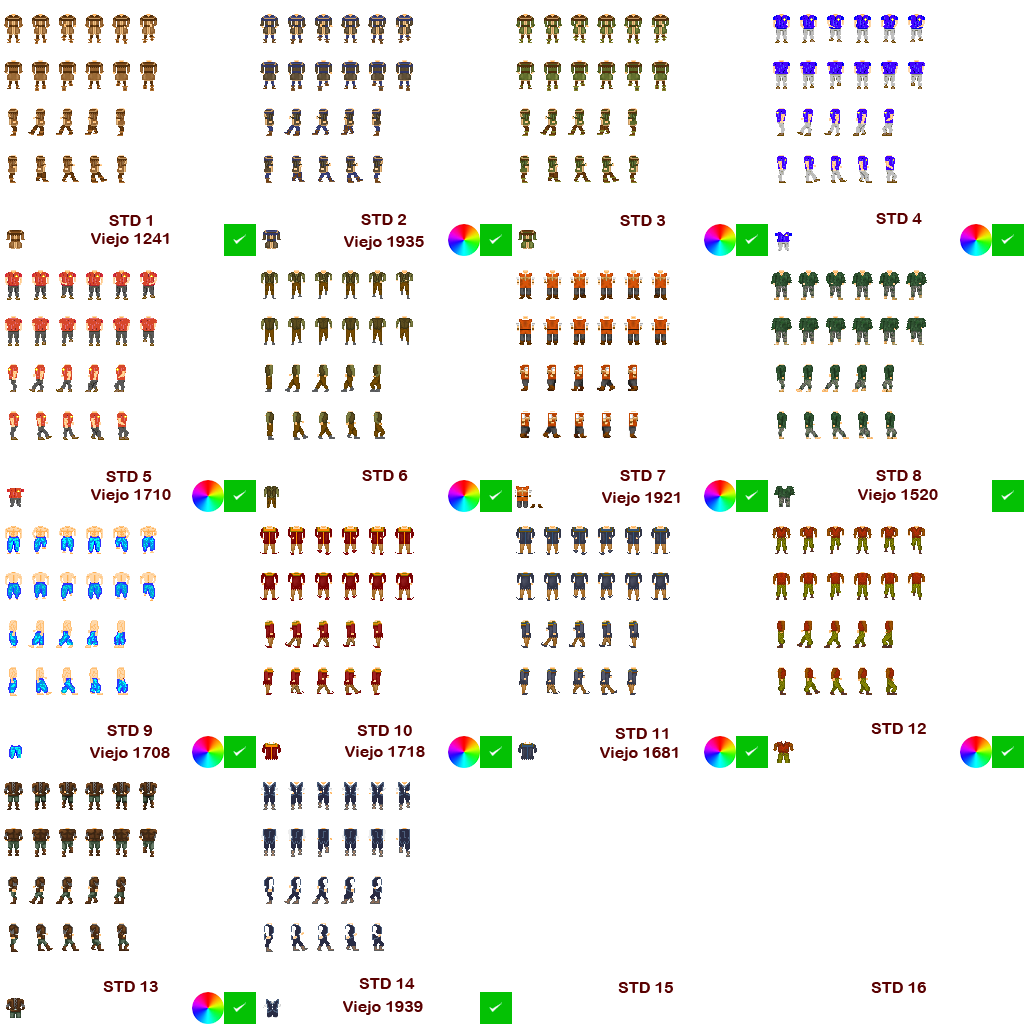 STD 1
Viejo 1241
STD 2
Viejo 1935
STD 3
STD 4
STD 5
Viejo 1710
STD 6
STD 7
Viejo 1921
STD 8
Viejo 1520
STD 9
Viejo 1708
STD 10
Viejo 1718
STD 11
Viejo 1681
STD 12
STD 13
STD 14
Viejo 1939
STD 15
STD 16